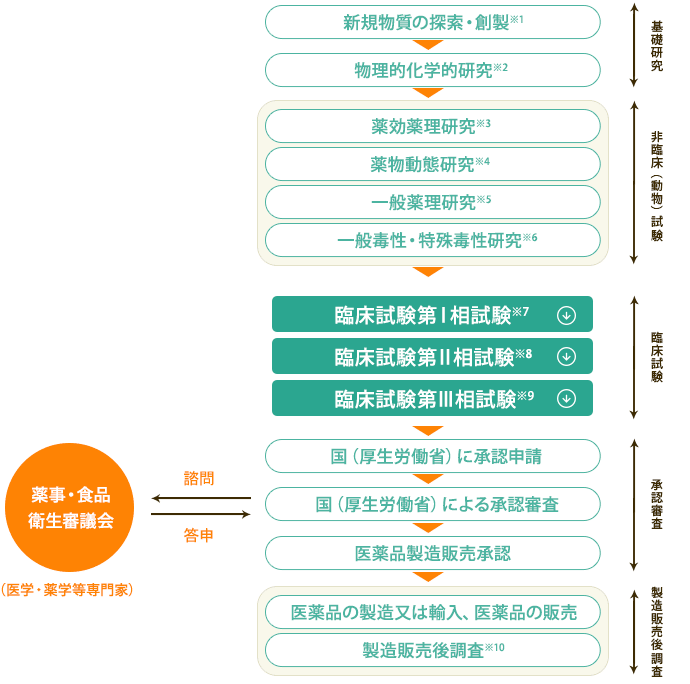 新規物質の探索・創製※1
物理的化学的研究※2
基礎研究
薬効薬理研究※3
薬物動態研究※4
一般薬理研究※5
一般毒性・特殊毒性研究※6
非臨床（動物）試験
臨床試験第Ⅰ相試験※7
臨床試験第Ⅱ相試験※8
臨床試験第Ⅲ相試験※9
臨床試験
国（厚生労働省）に承認申請
国（厚生労働省）による承認審査
医薬品製造販売承認
承認審査
薬事・食品
衛生審議会
（医学・薬学等専門家）
諮問
答申
医薬品の製造又は輸入、医薬品の販売
製造販売後調査※10
製造販売後調査